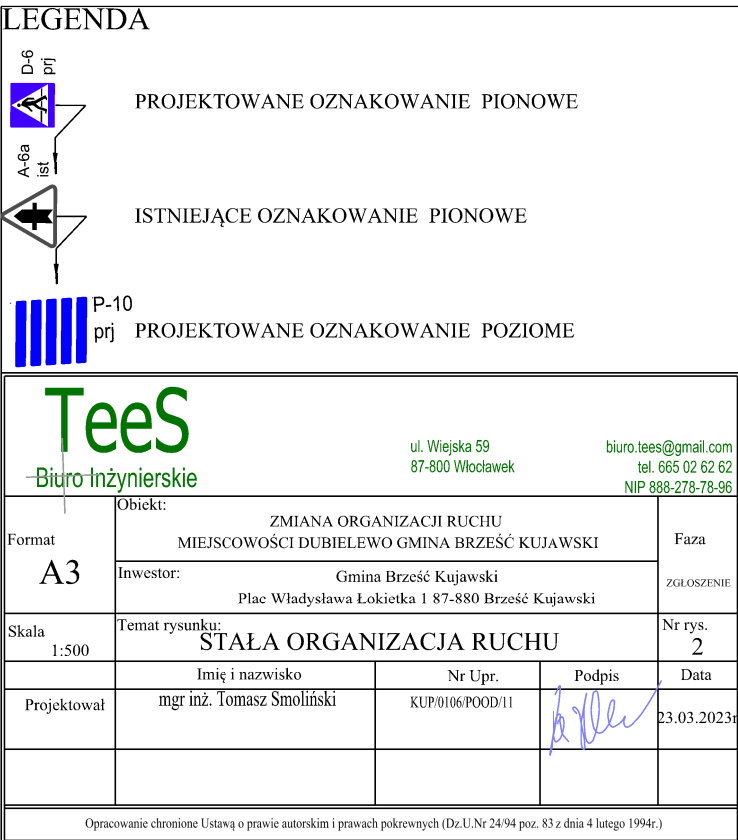 LEGENDA
D-6
prj
PROJEKTOWANE OZNAKOWANIE PIONOWE
A-6a
ist
ISTNIEJĄCE OZNAKOWANIE PIONOWE
P-10
prj
PROJEKTOWANE OZNAKOWANIE POZIOME
TeeS
Biuro Inżynierskie
ul. Wiejska 59
87-800 Włocławek
biuro.tees@gmail.com
tel. 665 02 62 62
NIP 888-278-78-96
Format
A3
Obiekt:
ZMIANA ORGANIZACJI RUCHU
MIEJSCOWOŚCI DUBIELEWO GMINA BRZEŚĆ KUJAWSKI
Faza
ZGŁOSZENIE
Inwestor:
Gmina Brześć Kujawski
Plac Władysława Łokietka 1 87-880 Brześć Kujawski
Skala
1:500
Temat rysunku:
STAŁA ORGANIZACJA RUCHU
Nr rys.
2
Imię i nazwisko
Nr Upr.
Podpis
Data
Projektował
mgr inż. Tomasz Smoliński
KUP/0106/POOD/11
23.03.2023r
Opracowanie chronione Ustawą o prawie autorskim i prawach pokrewnych (Dz.U.Nr 24/94 poz. 83 z dnia 4 lutego 1994r.)